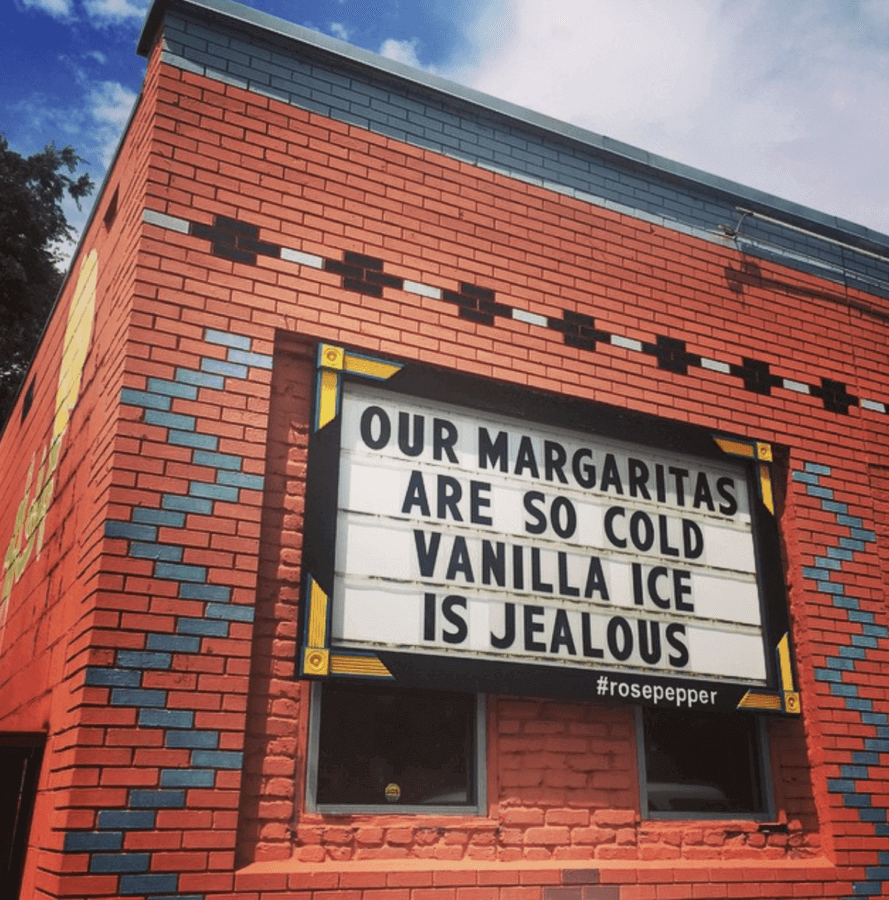 OUR MARGARITAS
ARE SO COLD
VANILLA ICE
IS JEALOUS
#rosepepper